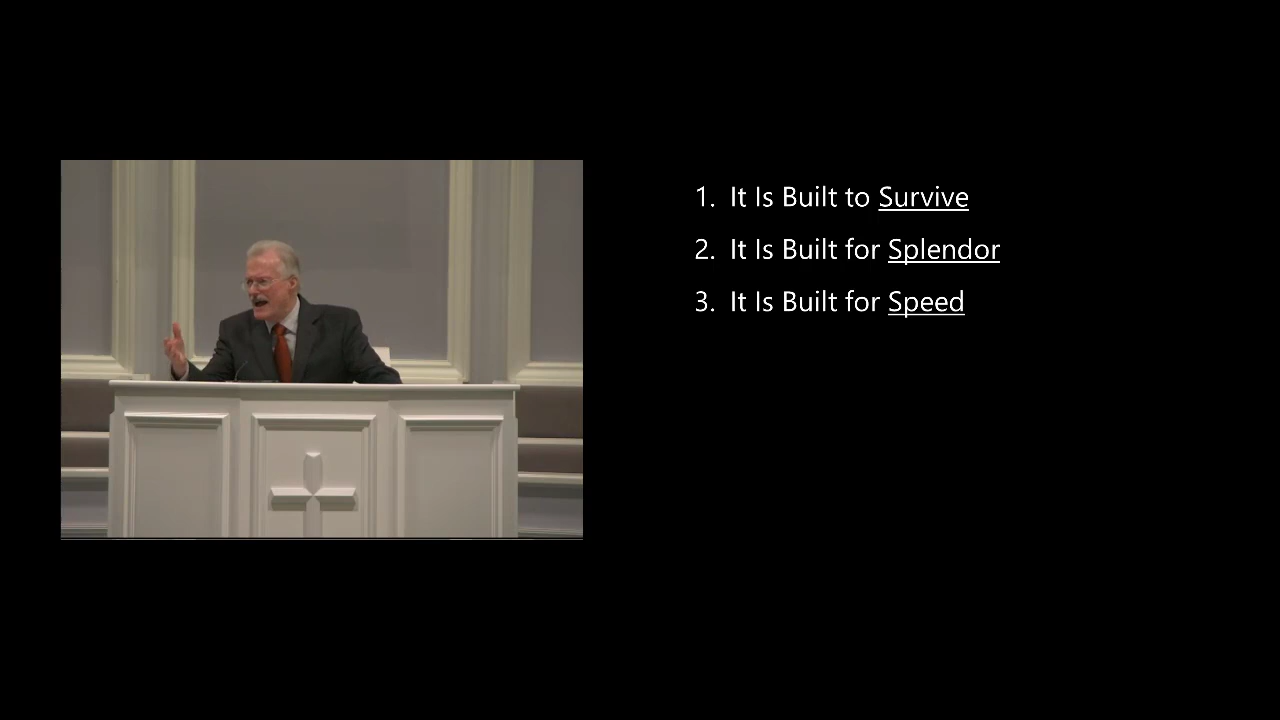 1. It Is Built to Survive
2. It Is Built for Splendor
3. It Is Built for Speed